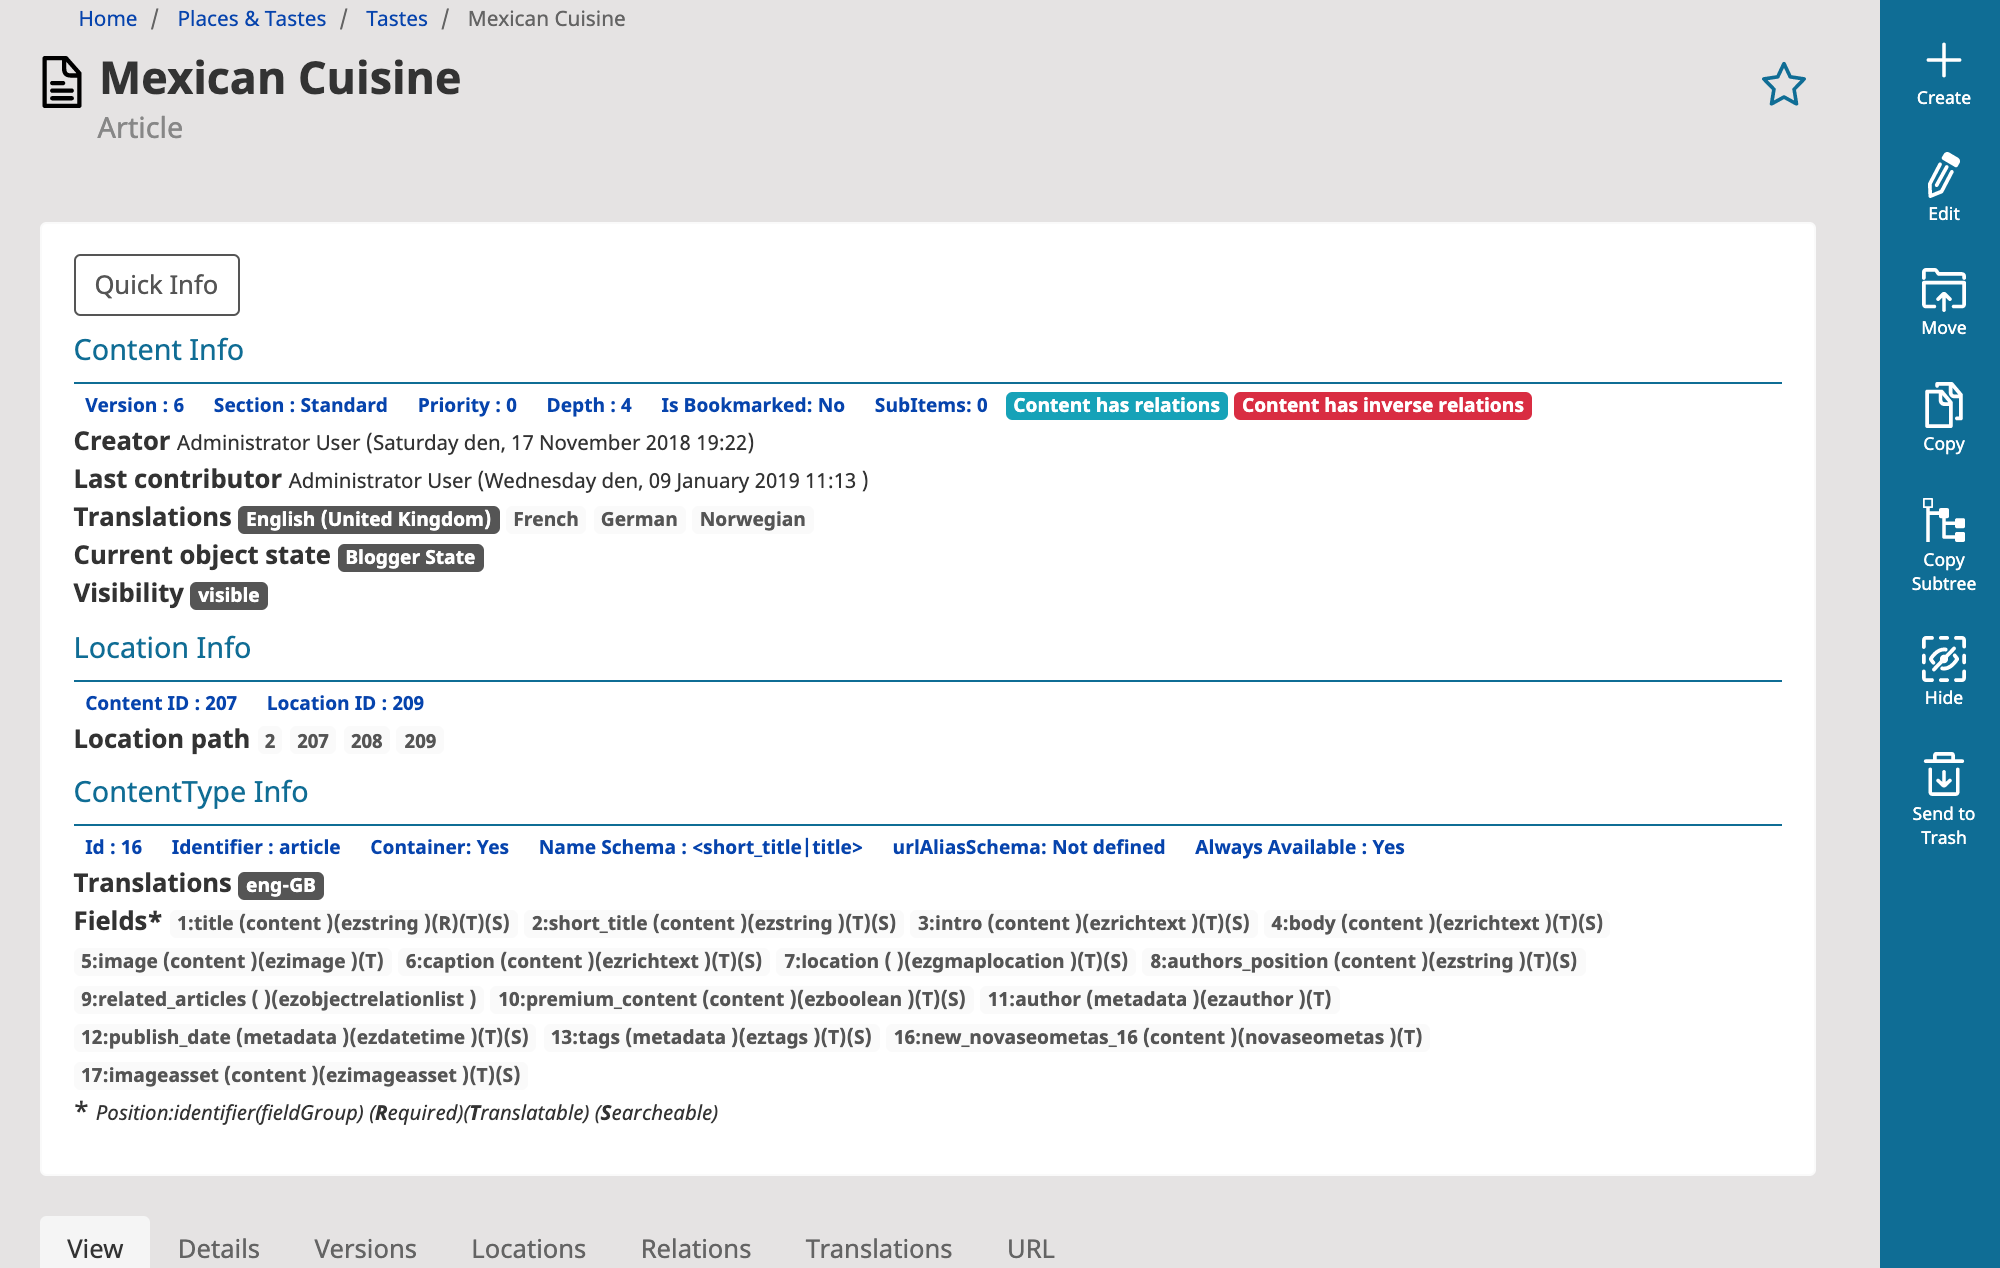 Home / Places & Tastes / Tastes / Mexican Cuisine
Mexican Cuisine
Article
Quick Info
Content Info
Version : 6 Section : Standard Priority : 0 Depth : 4 Is Bookmarked: No SubItems: 0 Content has relations Content has inverse relations
Creator Administrator User (Saturday den, 17 November 2018 19:22)
Last contributor Administrator User (Wednesday den, 09 January 2019 11:13 )
Translations English (United Kingdom) French German Norwegian
Current object state Blogger State
Visibility visible
Location Info
Content ID : 207 Location ID : 209
Location path 2 207 208 209
ContentType Info
Id : 16 Identifier : article Container: Yes Name Schema : <short_title|title> urlAliasSchema: Not defined Always Available : Yes
Translations eng-GB
Fields* 1:title (content )(ezstring )(R)(T)(S) 2:short_title (content )(ezstring )(T)(S) 3:intro (content )(ezrichtext )(T)(S) 4:body (content )(ezrichtext )(T)(S)
5:image (content )(ezimage )(T) 6:caption (content )(ezrichtext )(T)(S) 7:location ( )(ezgmaplocation )(T)(S) 8:authors_position (content )(ezstring )(T)(S)
9:related_articles ( )(ezobjectrelationlist ) 10:premium_content (content )(ezboolean )(T)(S) 11:author (metadata )(ezauthor )(T)
12:publish_date (metadata )(ezdatetime )(T)(S) 13:tags (metadata )(eztags )(T)(S) 16:new_novaseometas_16 (content )(novaseometas )(T)
17:imageasset (content )(ezimageasset )(T)(S)
* Position:identifier(fieldGroup) (Required)(Translatable) (Searcheable)
View Details Versions Locations Relations Translations URL
Create
Edit
Move
Copy
Copy
Subtree
Hide
Send to
Trash